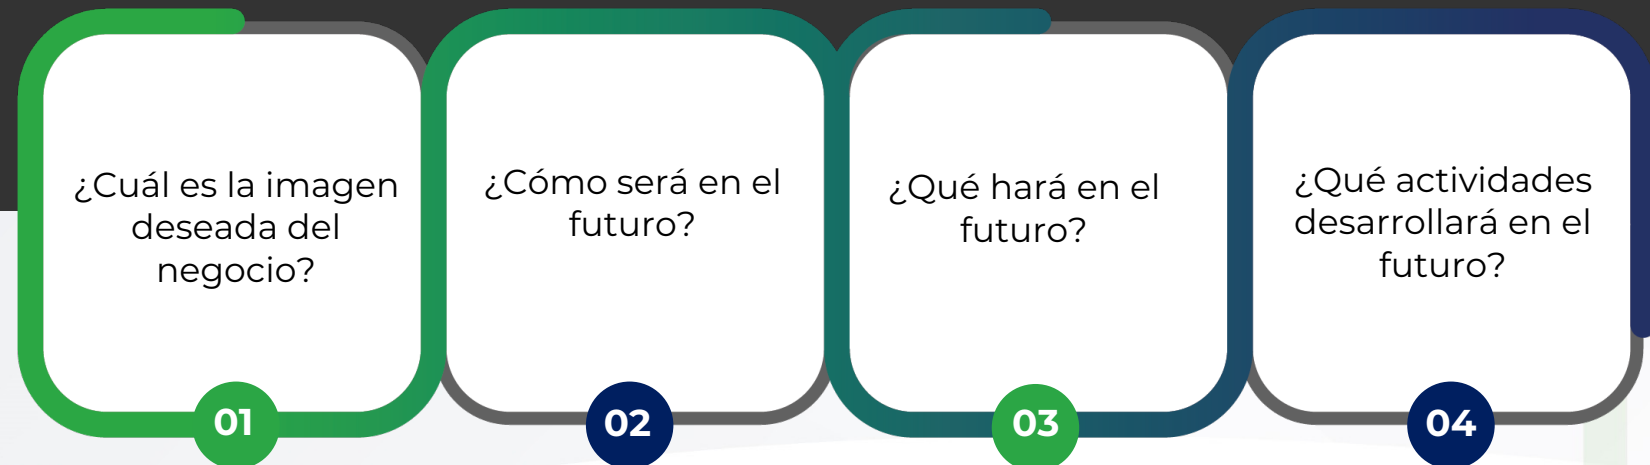 ¿Cuál es la imagen
deseada del
negocio?
01
¿Cómo será en el
futuro?
02
¿Qué hará en el
futuro?
03
¿Qué actividades
desarrollará en el
futuro?
04